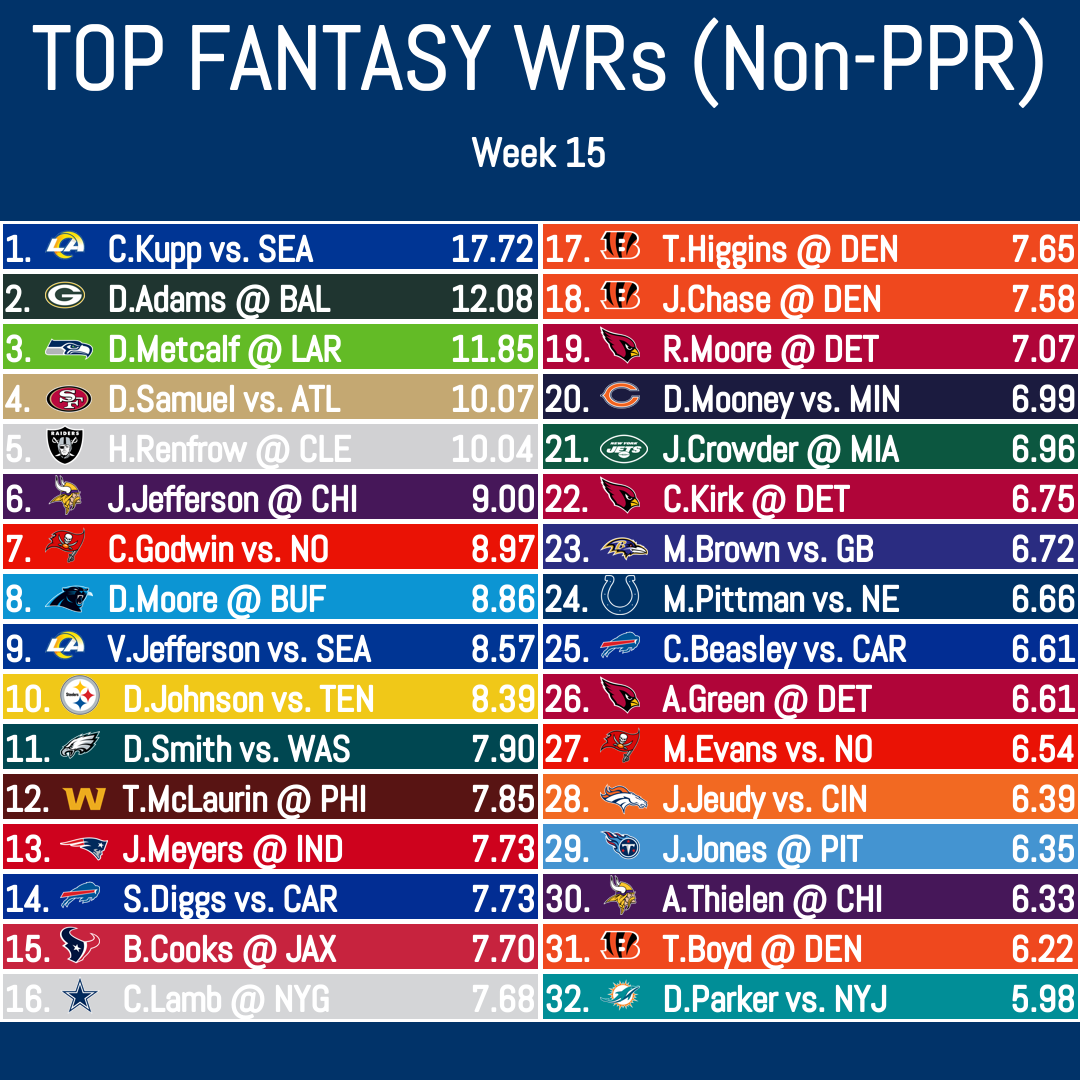 TOP FANTASY WRs (Non-PPR)
Week 15
1. C.Kupp vs. SEA 17.72
2. D.Adams @ BAL 12.08
3. D.Metcalf @ LAR 11.85
4. D.Samuel vs. ATL 10.07
5. H.Renfrow @ CLE 10.04
6. J.Jefferson @ CHI 9.00
7. C.Godwin vs. NO 8.97
8. D.Moore @ BUF 8.86
9. V.Jefferson vs. SEA 8.57
10. D.Johnson vs. TEN 8.39
11. D.Smith vs. WAS 7.90
12. T.McLaurin @ PHI 7.85
13. J.Meyers @ IND 7.73
14. S.Diggs vs. CAR 7.73
15. B.Cooks @ JAX 7.70
16. C.Lamb @ NYG 7.68
17. T.Higgins @ DEN 7.65
18. J.Chase @ DEN 7.58
19. R.Moore @ DET 7.07
20. D.Mooney vs. MIN 6.99
21. J.Crowder @ MIA 6.96
22. C.Kirk @ DET 6.75
23. M.Brown vs. GB 6.72
24. M.Pittman vs. NE 6.66
25. C.Beasley vs. CAR 6.61
26. A.Green @ DET 6.61
27. M.Evans vs. NO 6.54
28. J.Jeudy vs. CIN 6.39
29. J.Jones @ PIT 6.35
30. A.Thielen @ CHI 6.33
31. T.Boyd @ DEN 6.22
32. D.Parker vs. NYJ 5.98